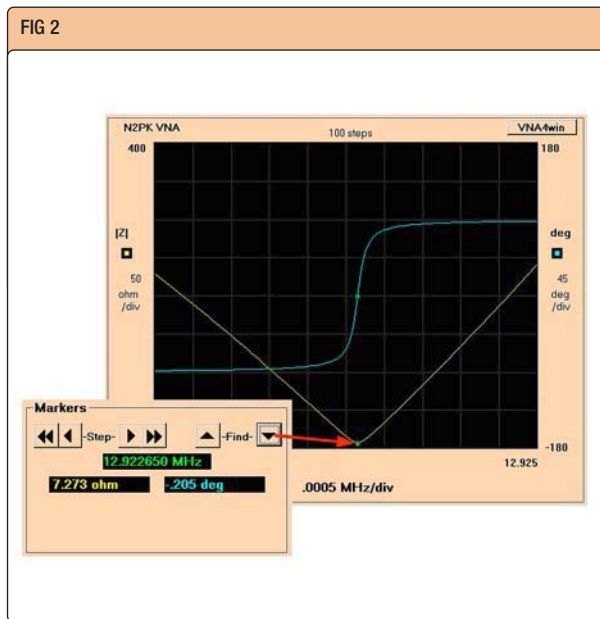 FIG 2
N2PK VNA
100 steps
VNA4win
400
180
|Z|
deg
50
ohm
/div
45
deg
/div
Markers
-Step-
-Find-
12.922650 MHz
7.273 ohm
-.205 deg
-180
12.925
.0005 MHz/div